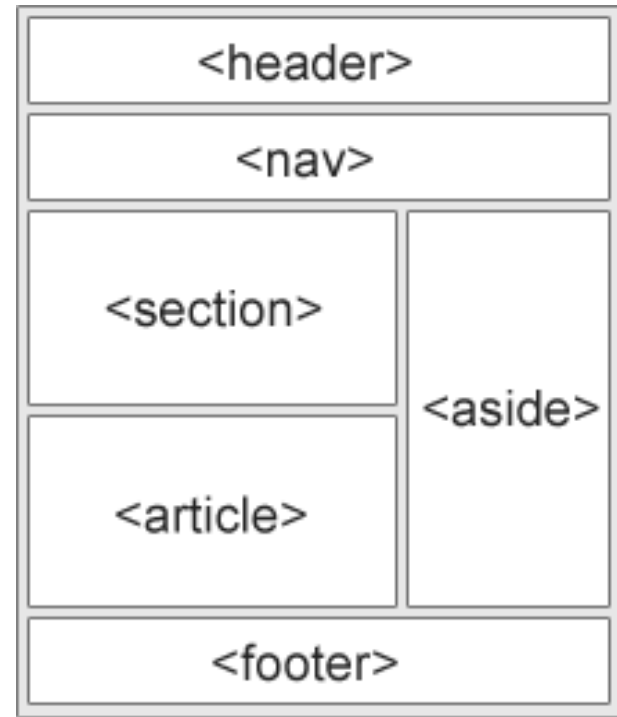 <header>
<nav>
<section>
<aside>
<article>
<footer>